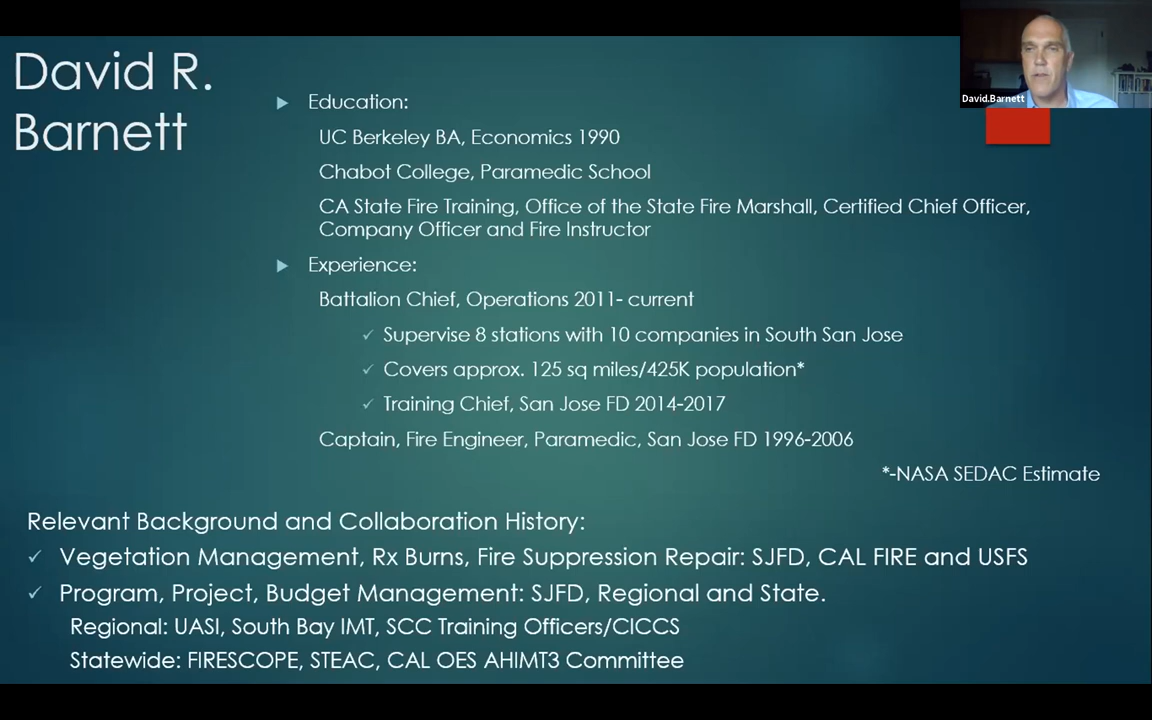 David R.
Barnett
David.Barnett
Education:
UC Berkeley BA, Economics 1990
Chabot College, Paramedic School
CA State Fire Training, Office of the State Fire Marshall, Certified Chief Officer,
Company Officer and Fire Instructor
Experience:
Battalion Chief, Operations 2011- current
Supervise 8 stations with 10 companies in South San Jose
Covers approx. 125 sq miles/425K population*
Training Chief, San Jose FD 2014-2017
Captain, Fire Engineer, Paramedic, San Jose FD 1996-2006
*-NASA SEDAC Estimate
Relevant Background and Collaboration History:
Vegetation Management, Rx Burns, Fire Suppression Repair: SJFD, CAL FIRE and USFS
Program, Project, Budget Management: SJFD, Regional and State.
Regional: UASI, South Bay IMT, SCC Training Officers/CICCS
Statewide: FIRESCOPE, STEAC, CAL OES AHIMT3 Committee